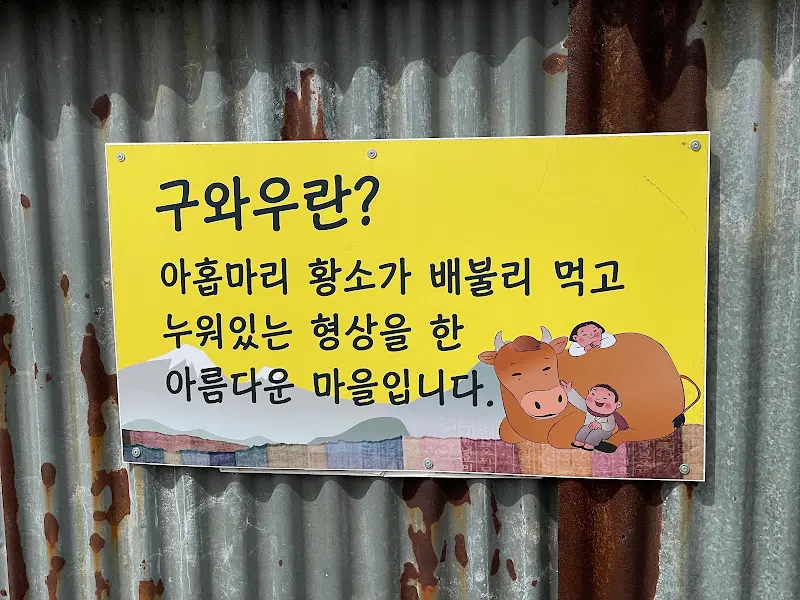 구와우란?
아홉마리 황소가 배불리 먹고
누워있는 형상을 한
아름다운 마을입니다.